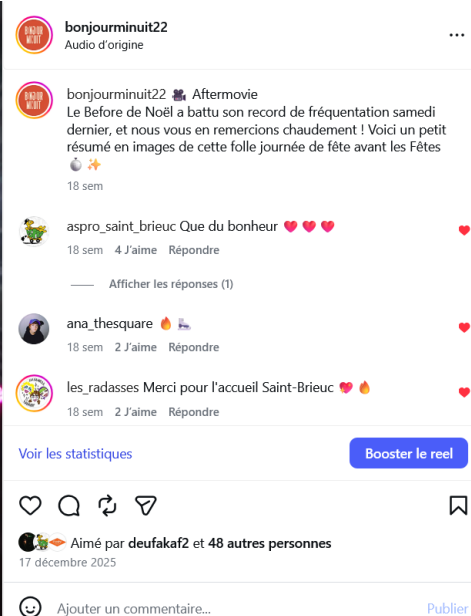 bonjourminuit22
Audio d'origine
bonjourminuit22 🎥 Aftermovie
Le Before de Noël a battu son record de fréquentation samedi
dernier, et nous vous en remercions chaudement ! Voici un petit
résumé en images de cette folle journée de fête avant les Fêtes
18 sem
aspro_saint_brieuc Que du bonheur ❤️ ❤️ ❤️
18 sem 4 J'aime Répondre
Afficher les réponses (1)
ana_thesquare 🔥 ⛸️
18 sem 2 J'aime Répondre
les_radasses Merci pour l'accueil Saint-Brieuc 💖 🔥
18 sem 2 J'aime Répondre
Voir les statistiques
Booster le reel
Aimé par deufakaf2 et 48 autres personnes
17 décembre 2025
Ajouter un commentaire...
Publier